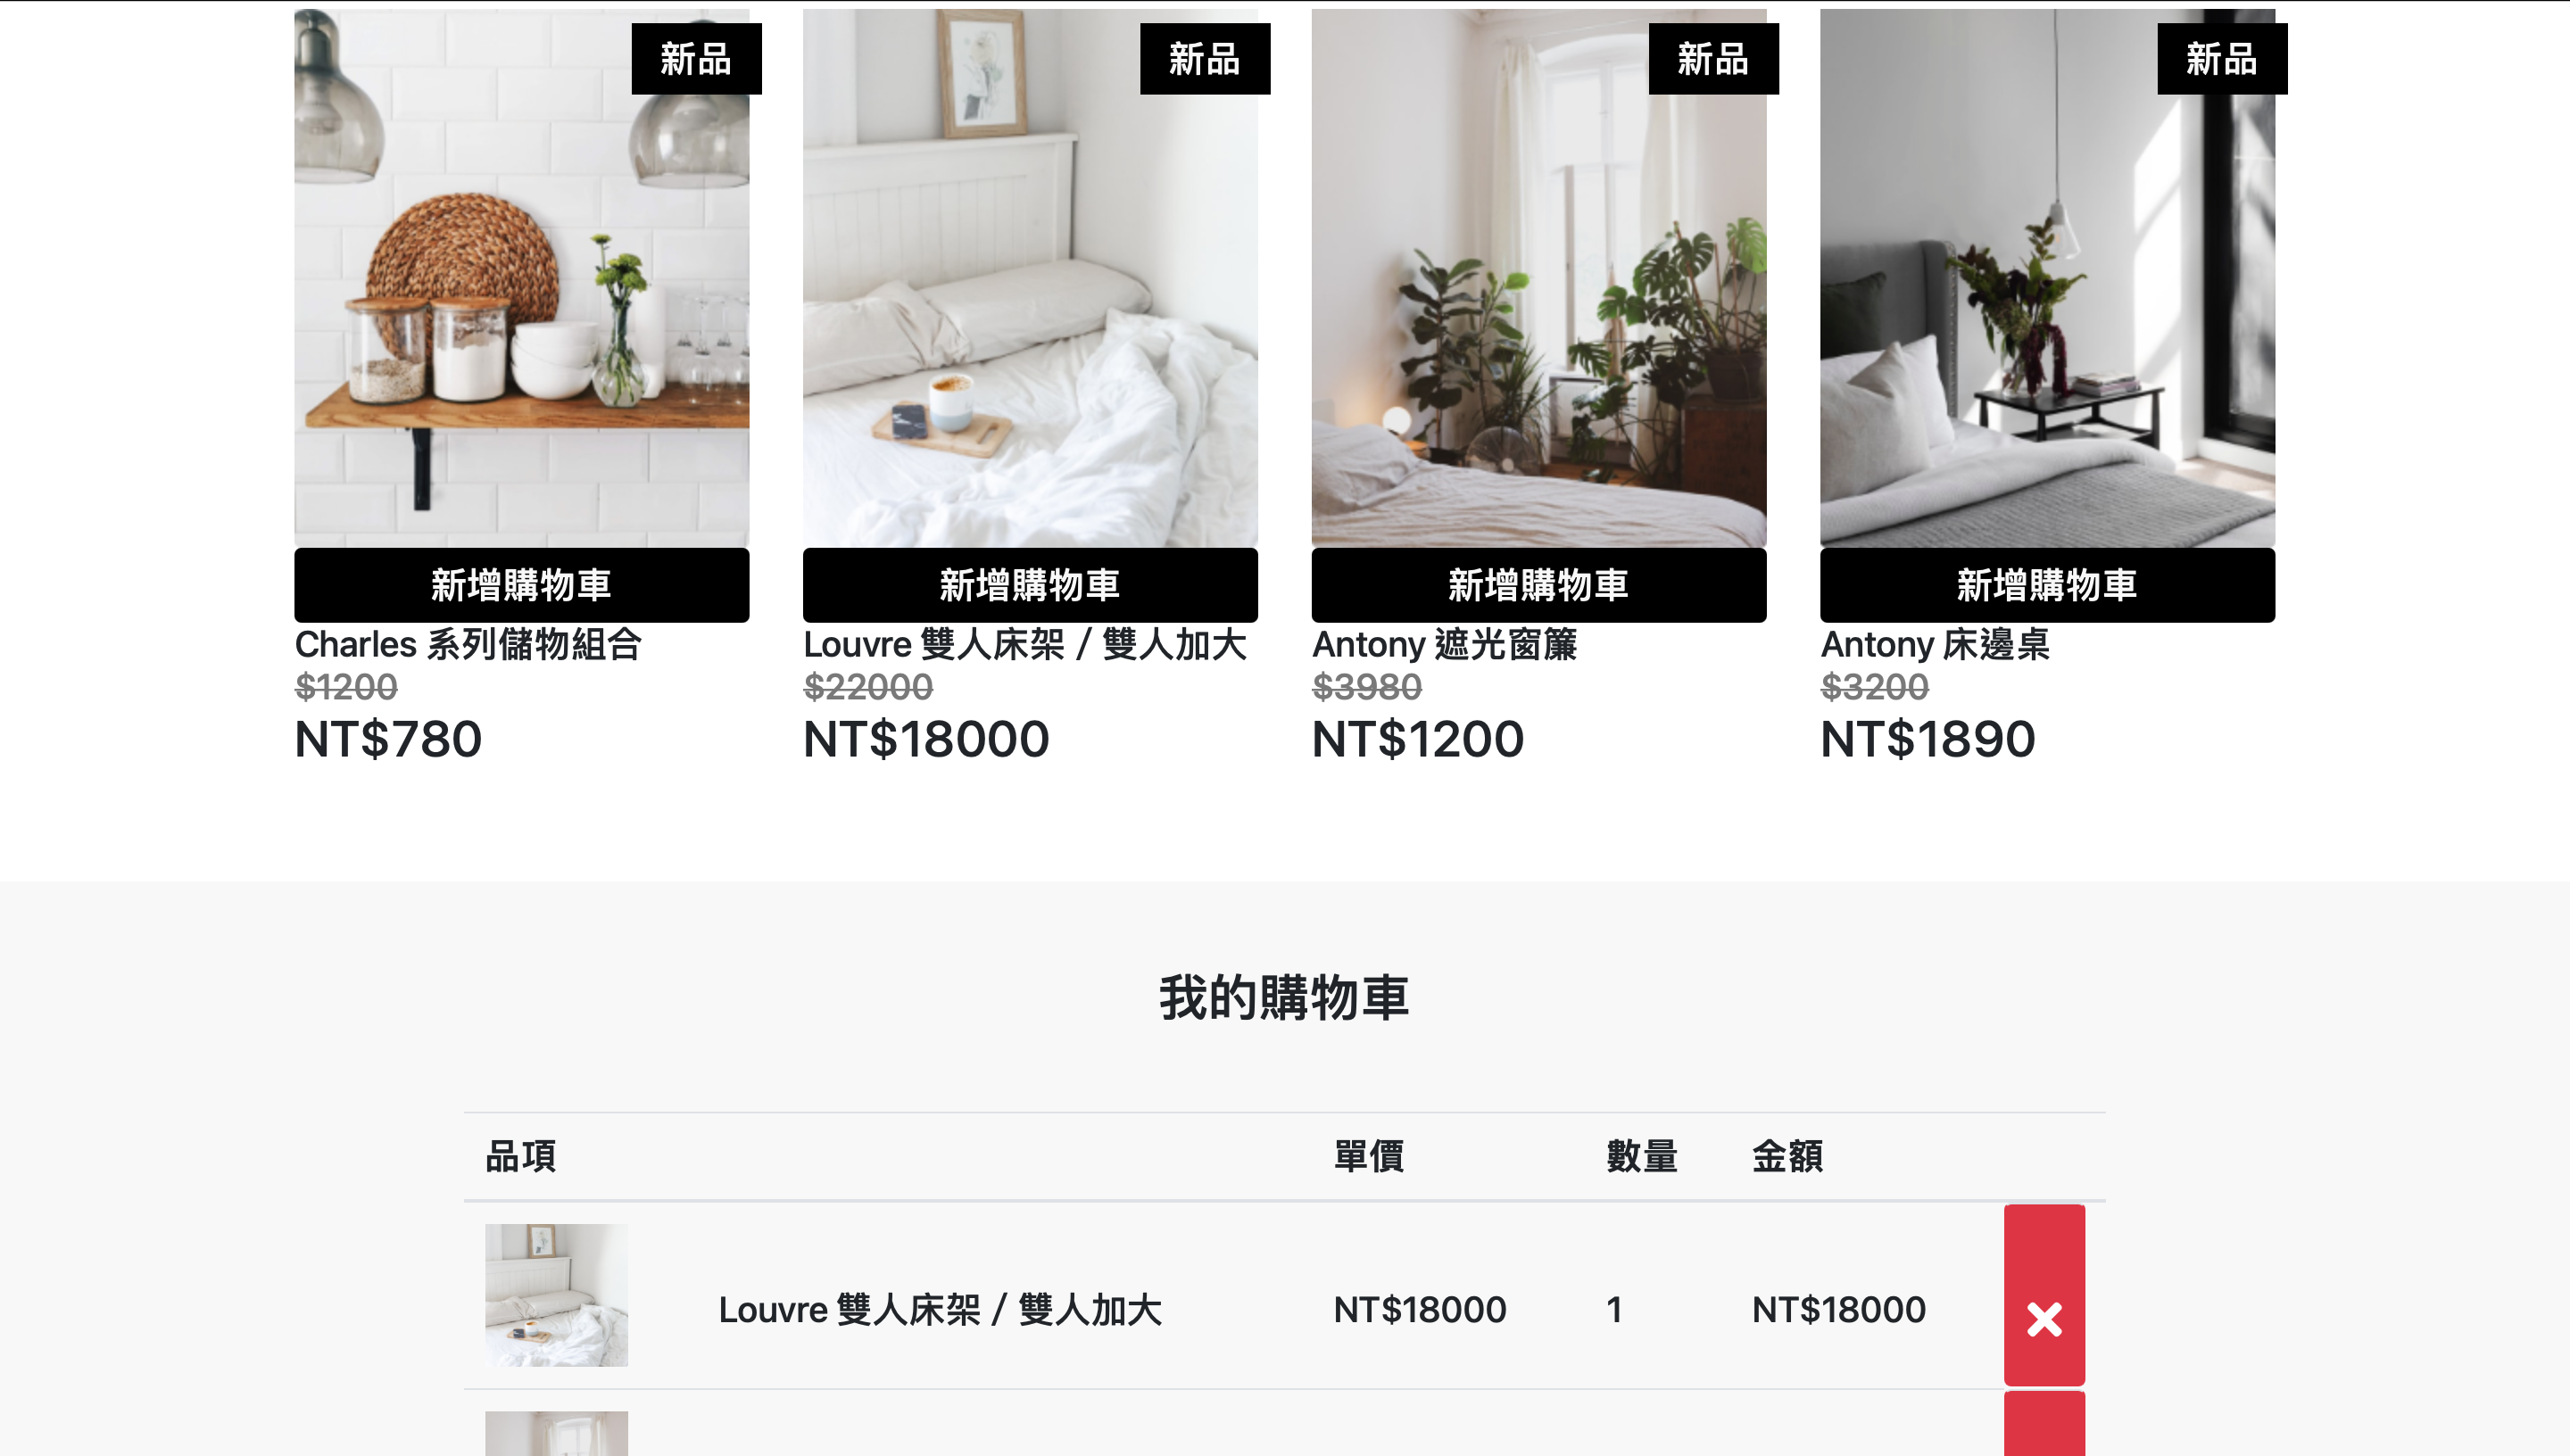 新品
新品
新品
新品
新增購物車
新增購物車
新增購物車
新增購物車
Charles 系列儲物組合
$1200
NT$780
Louvre 雙人床架 / 雙人加大
$22000
NT$18000
Antony 遮光窗簾
$3980
NT$1200
Antony 床邊桌
$3200
NT$1890
我的購物車
品項 單價 數量 金額
Louvre 雙人床架 / 雙人加大 NT$18000 1 NT$18000